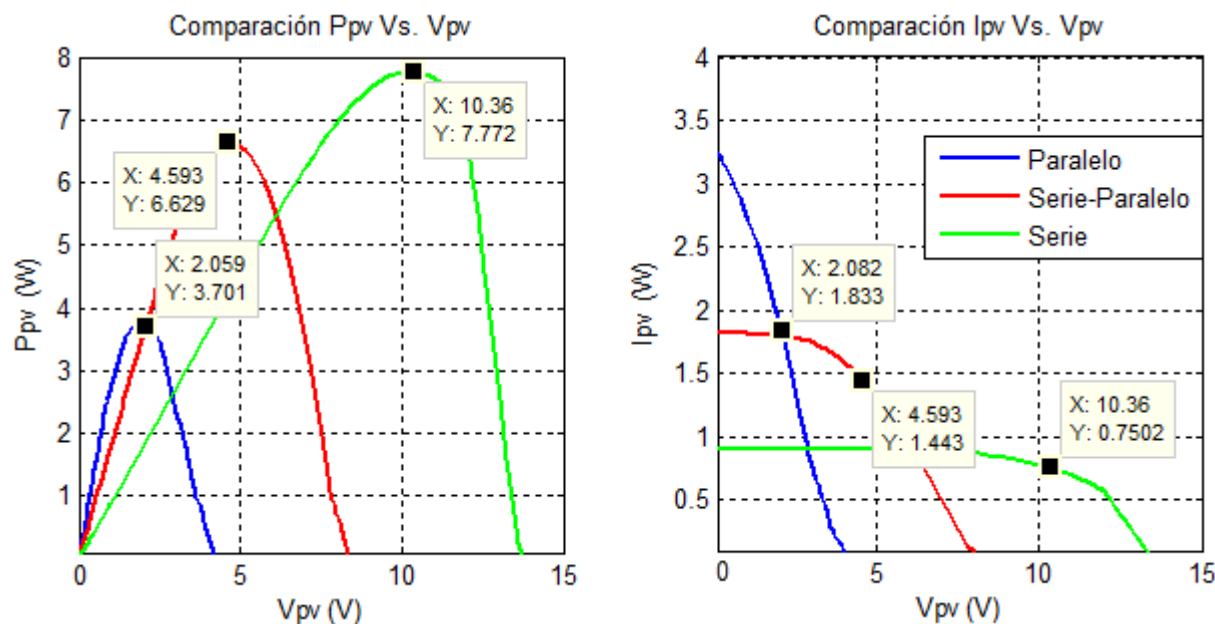 Comparación Ppv Vs. Vpv
8
7
6
5
4
3
2
1
0
5
10
15
Ppv (W)
Vpv (V)
X: 4.593
Y: 6.629
X: 2.059
Y: 3.701
X: 10.36
Y: 7.772
Comparación Ipv Vs. Vpv
4
3.5
3
2.5
2
1.5
1
0.5
0
5
10
15
Ipv (W)
Vpv (V)
Paralelo
Serie-Paralelo
Serie
X: 2.082
Y: 1.833
X: 4.593
Y: 1.443
X: 10.36
Y: 0.7502